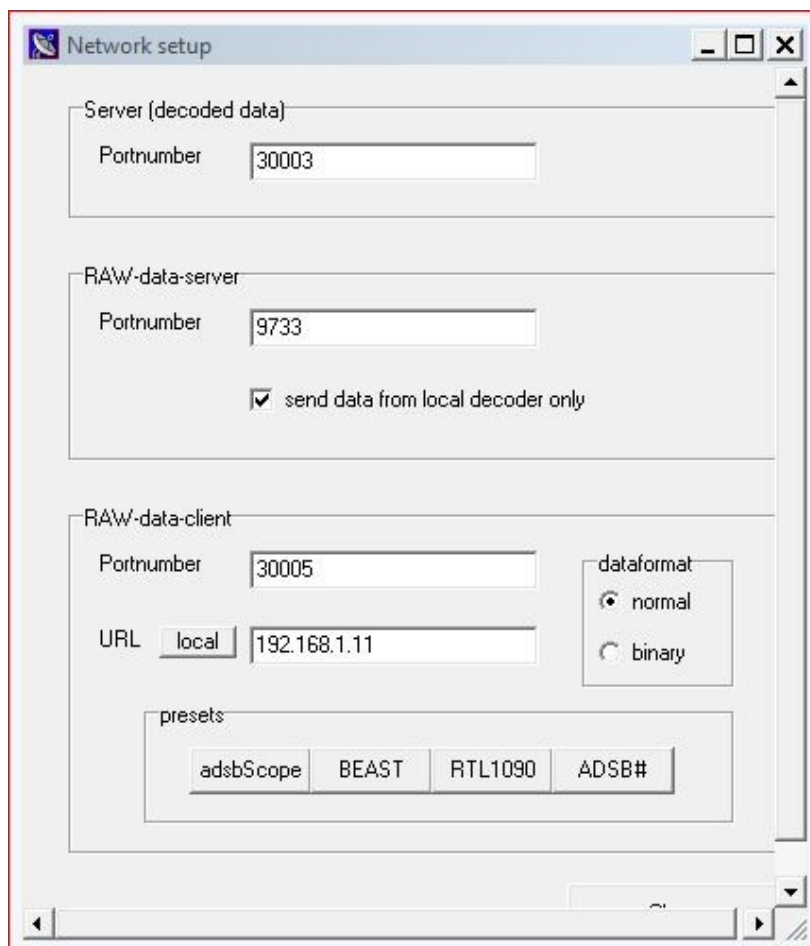 Network setup
Server (decoded data)
Portnumber 30003
RAW-data-server
Portnumber 9733
send data from local decoder only
RAW-data-client
Portnumber 30005
dataformat
normal
URL local 192.168.1.11
binary
presets
adsbScope BEAST RTL1090 ADSB#